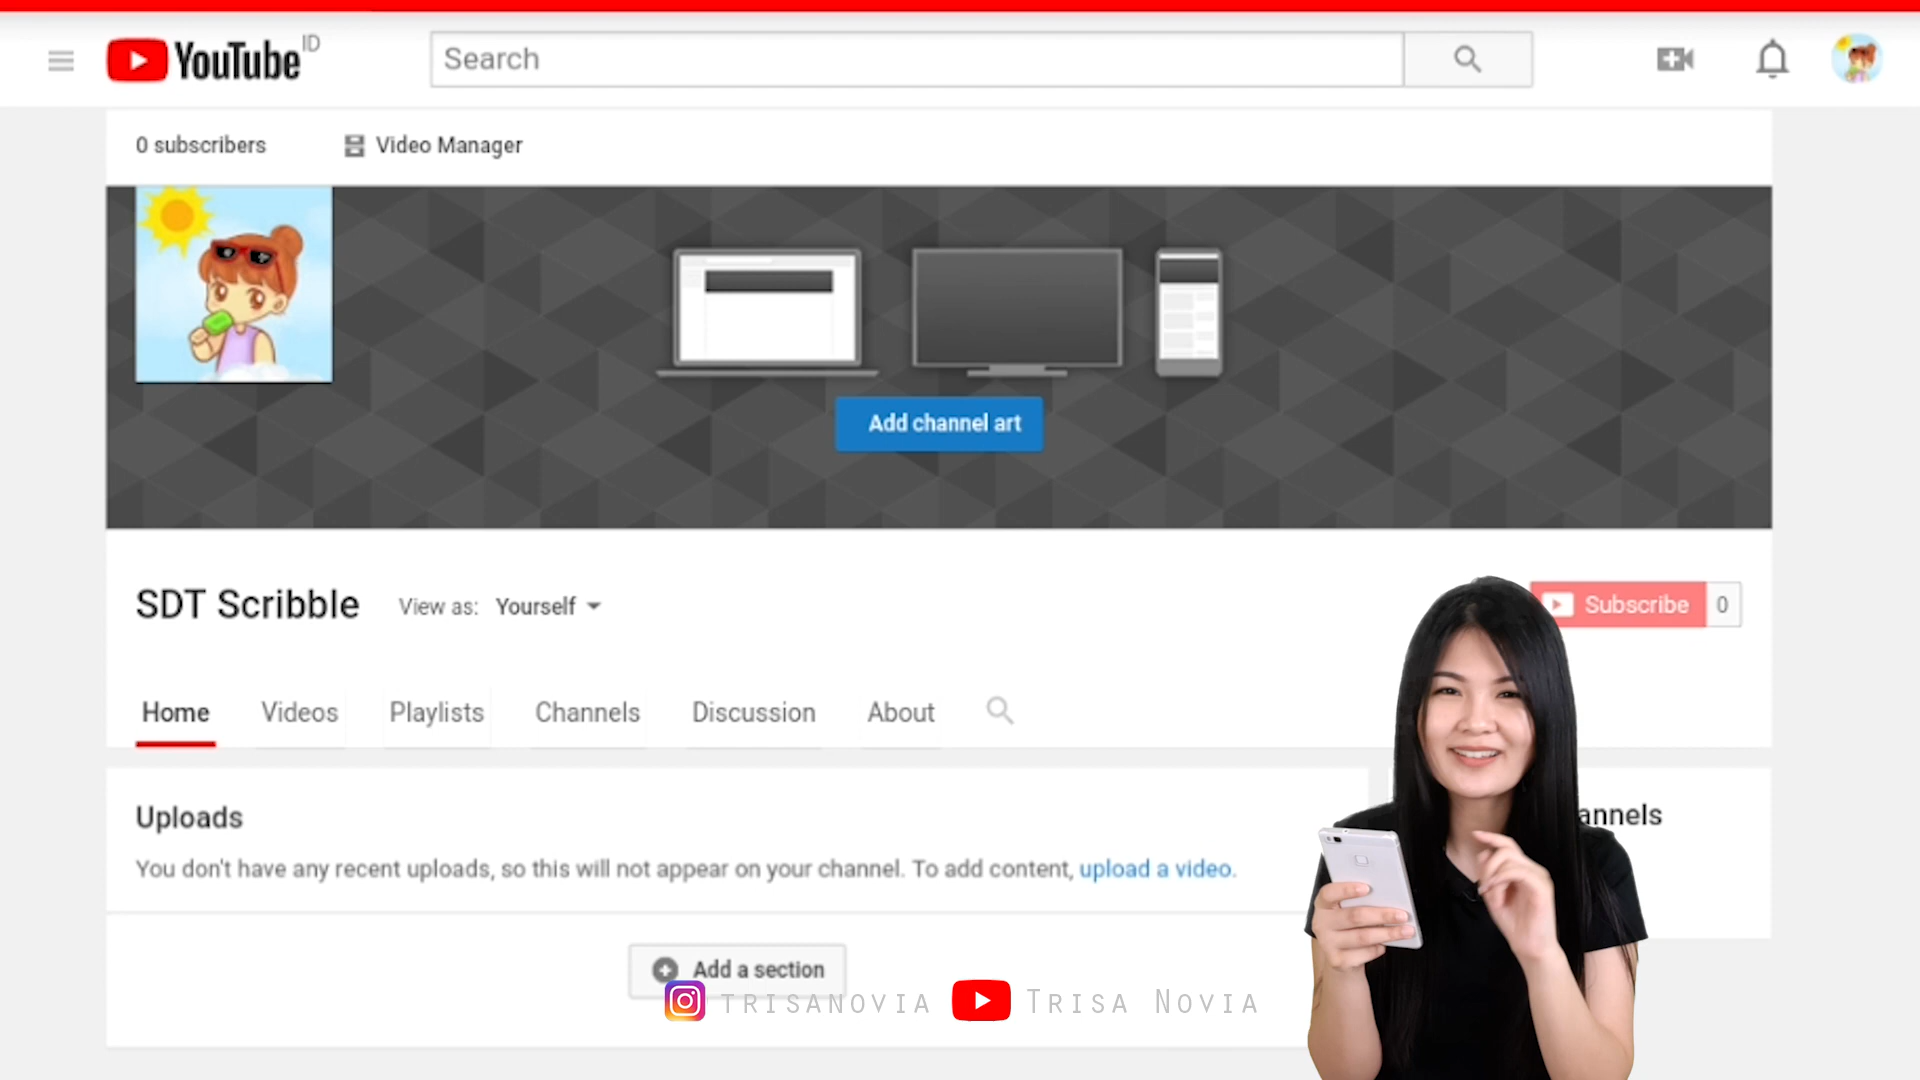 YouTube ID
Search
0 subscribers
Video Manager
Add channel art
SDT Scribble
View as: Yourself
Subscribe 0
Home Videos Playlists Channels Discussion About
Uploads
annels
You don't have any recent uploads, so this will not appear on your channel. To add content, upload a video.
Add a section
TRISANOVIA TRISA NOVIA